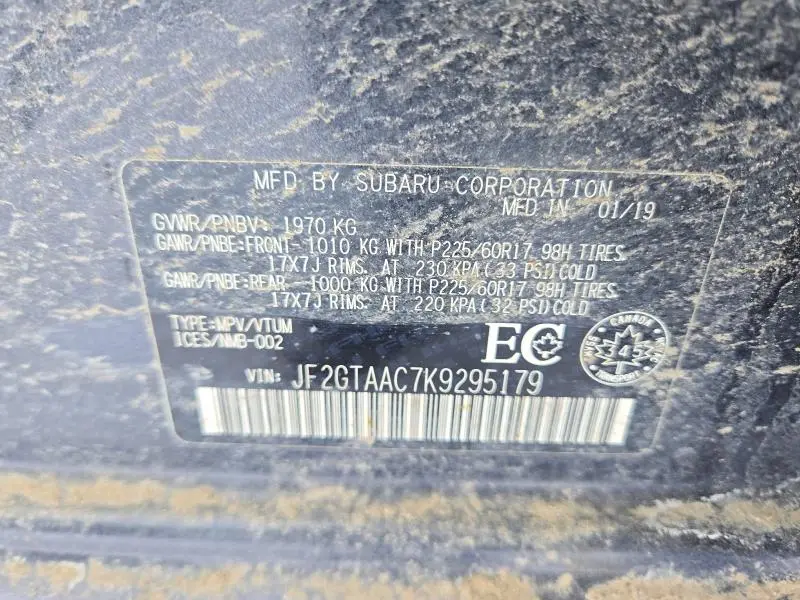 MFD BY SUBARU CORPORATION
MFD IN 01/19
GVWR/PNBV: 1970 KG
GAWR/PNBE:FRONT- 1010 KG WITH P225/60R17 98H TIRES.
17X7J RIMS. AT 230 KPA( 33 PSI)COLD
GAWR/PNBE:REAR- 1000 KG WITH P225/60R17 98H TIRES.
17X7J RIMS. AT 220 KPA( 32 PSI)COLD
TYPE:MPV/VTUM
ICES/NMB-002
EC
CANADA
345
VIN: JF2GTAAC7K9295179